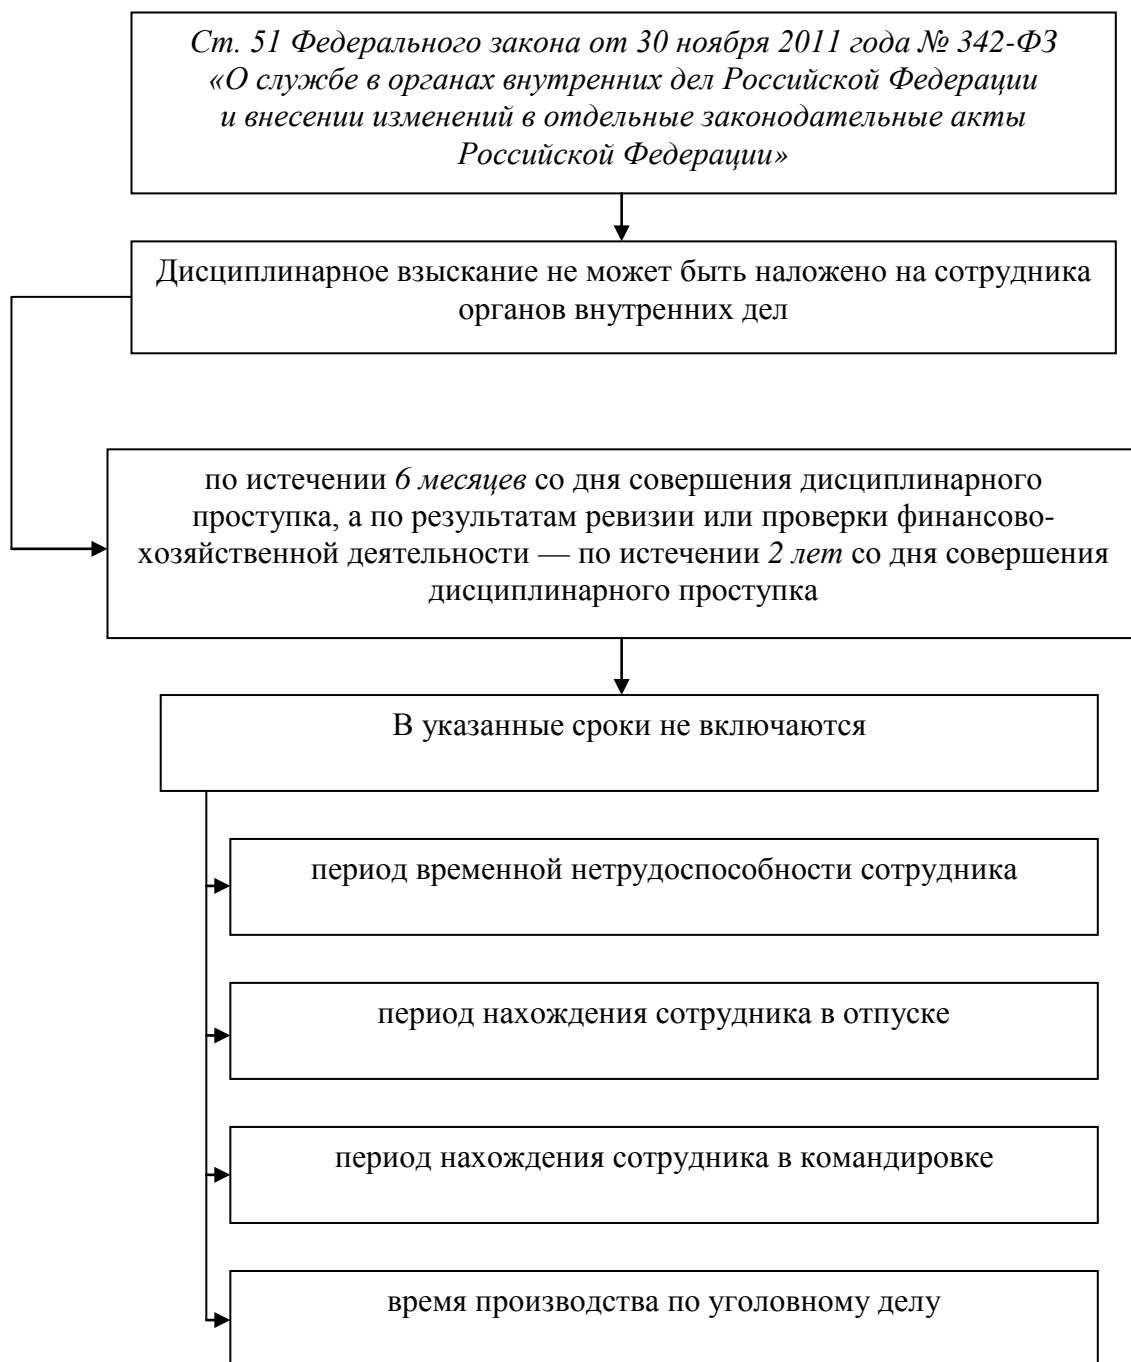 Ст. 51 Федерального закона от 30 ноября 2011 года № 342-ФЗ
«О службе в органах внутренних дел Российской Федерации
и внесении изменений в отдельные законодательные акты
Российской Федерации»
Дисциплинарное взыскание не может быть наложено на сотрудника
органов внутренних дел
по истечении 6 месяцев со дня совершения дисциплинарного
проступка, а по результатам ревизии или проверки финансово-
хозяйственной деятельности — по истечении 2 лет со дня совершения
дисциплинарного проступка
В указанные сроки не включаются
период временной нетрудоспособности сотрудника
период нахождения сотрудника в отпуске
период нахождения сотрудника в командировке
время производства по уголовному делу